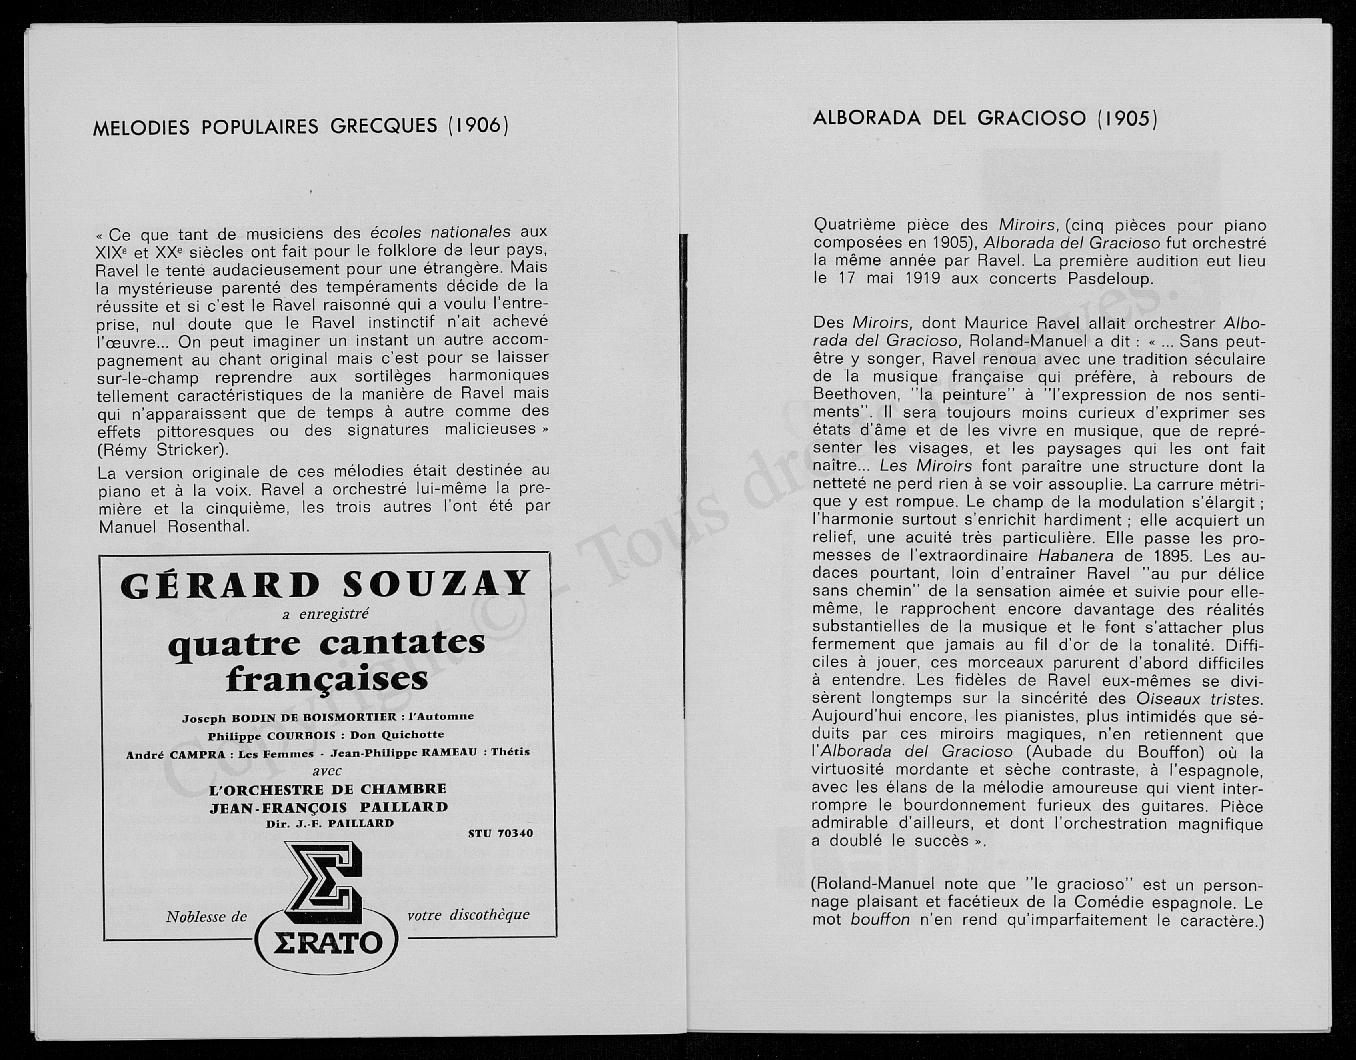 MELODIES POPULAIRES GRECQUES (1906)
« Ce que tant de musiciens des écoles nationales aux
XIXe et XXe siècles ont fait pour le folklore de leur pays,
Ravel le tente audacieusement pour une étrangère. Mais
la mystérieuse parenté des tempéraments décide de la
réussite et si c'est le Ravel raisonné qui a voulu l'entre-
prise, nul doute que le Ravel instinctif n'ait achevé
l'œuvre... On peut imaginer un instant un autre accom-
pagnement au chant original mais c'est pour se laisser
sur-le-champ reprendre aux sortilèges harmoniques
tellement caractéristiques de la manière de Ravel mais
qui n'apparaissent que de temps à autre comme des
effets pittoresques ou des signatures malicieuses »
(Rémy Stricker).
La version originale de ces mélodies était destinée au
piano et à la voix. Ravel a orchestré lui-même la pre-
mière et la cinquième, les trois autres l'ont été par
Manuel Rosenthal.
GÉRARD SOUZAY
a enregistré
quatre cantates
françaises
Joseph BODIN DE BOISMORTIER : l'Automne
Philippe COURBOIS : Don Quichotte
André CAMPRA : Les Femmes - Jean-Philippe RAMEAU : Thétis
avec
L'ORCHESTRE DE CHAMBRE
JEAN-FRANÇOIS PAILLARD
Dir. J.-F. PAILLARD
STU 70340
Noblesse de votre discothèque
ΣRATO
ALBORADA DEL GRACIOSO (1905)
Quatrième pièce des Miroirs, (cinq pièces pour piano
composées en 1905), Alborada del Gracioso fut orchestré
la même année par Ravel. La première audition eut lieu
le 17 mai 1919 aux concerts Pasdeloup.
Des Miroirs, dont Maurice Ravel allait orchestrer Albo-
rada del Gracioso, Roland-Manuel a dit : « ... Sans peut-
être y songer, Ravel renoua avec une tradition séculaire
de la musique française qui préfère, à rebours de
Beethoven, "la peinture" à "l'expression de nos senti-
ments". Il sera toujours moins curieux d'exprimer ses
états d'âme et de les vivre en musique, que de repré-
senter les visages, et les paysages qui les ont fait
naître... Les Miroirs font paraître une structure dont la
netteté ne perd rien à se voir assouplie. La carrure métri-
que y est rompue. Le champ de la modulation s'élargit ;
l'harmonie surtout s'enrichit hardiment ; elle acquiert un
relief, une acuité très particulière. Elle passe les pro-
messes de l'extraordinaire Habanera de 1895. Les au-
daces pourtant, loin d'entraîner Ravel "au pur délice
sans chemin" de la sensation aimée et suivie pour elle-
même, le rapprochent encore davantage des réalités
substantielles de la musique et le font s'attacher plus
fermement que jamais au fil d'or de la tonalité. Diffi-
ciles à jouer, ces morceaux parurent d'abord difficiles
à entendre. Les fidèles de Ravel eux-mêmes se divi-
sèrent longtemps sur la sincérité des Oiseaux tristes.
Aujourd'hui encore, les pianistes, plus intimidés que sé-
duits par ces miroirs magiques, n'en retiennent que
l'Alborada del Gracioso (Aubade du Bouffon) où la
virtuosité mordante et sèche contraste, à l'espagnole,
avec les élans de la mélodie amoureuse qui vient inter-
rompre le bourdonnement furieux des guitares. Pièce
admirable d'ailleurs, et dont l'orchestration magnifique
a doublé le succès ».
(Roland-Manuel note que "le gracioso" est un person-
nage plaisant et facétieux de la Comédie espagnole. Le
mot bouffon n'en rend qu'imparfaitement le caractère.)
Copyright © - Tous droits réservés.